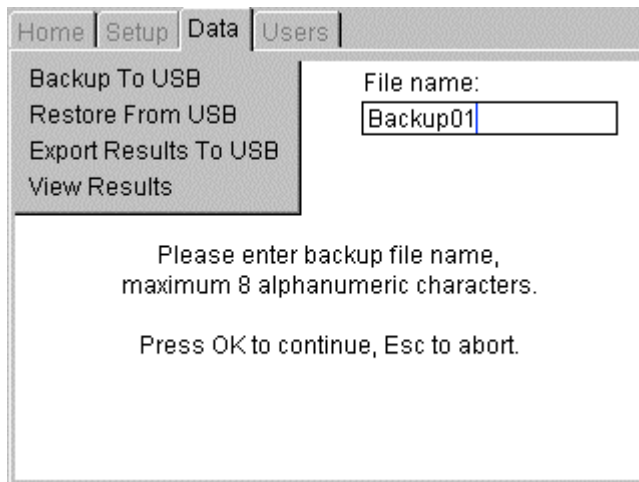 Home Setup Data Users
Backup To USB
Restore From USB
Export Results To USB
View Results
File name:
Backup01
Please enter backup file name,
maximum 8 alphanumeric characters.
Press OK to continue, Esc to abort.